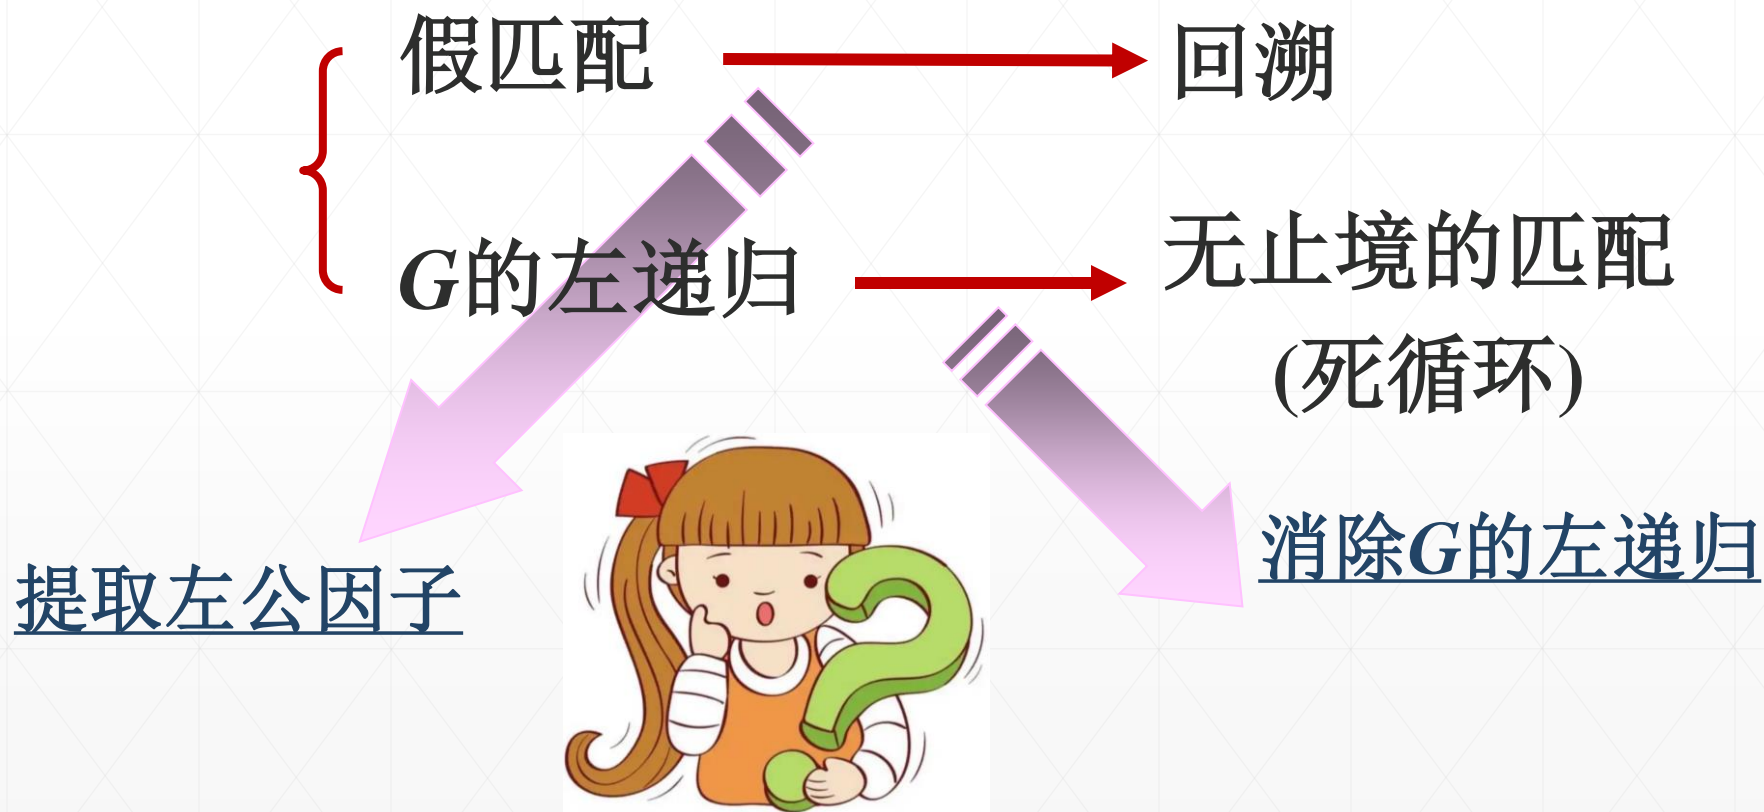 假匹配
回溯
G的左递归
无止境的匹配
(死循环)
提取左公因子
消除G的左递归